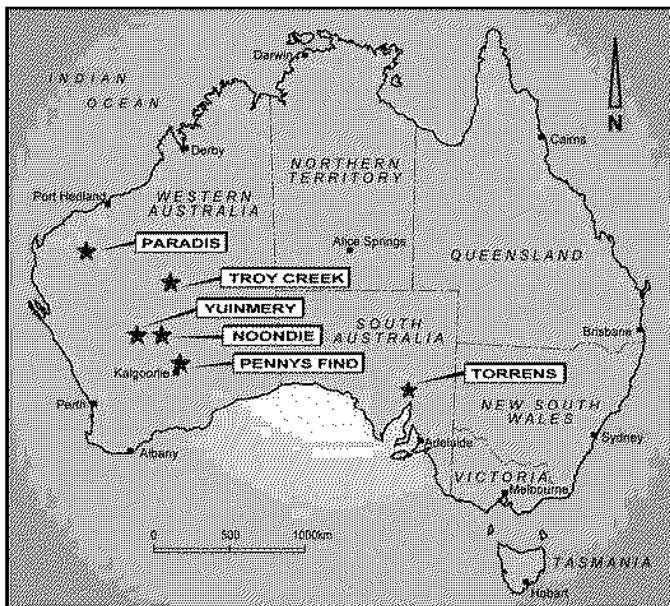 Darwin
INDIAN
OCEAN
N
Cairns
Derby
NORTHERN
TERRITORY
Port Hedland
WESTERN
AUSTRALIA
PARADIS
Alice Springs
QUEENSLAND
TROY CREEK
YUINMERY
SOUTH
AUSTRALIA
NOONDIE
Brisbane
PENNYS FIND
Kalgoorlie
TORRENS
Perth
NEW SOUTH
WALES
Albany
Adelaide
Sydney
VICTORIA
Melbourne
0 500 1000km
TASMANIA
Hobart